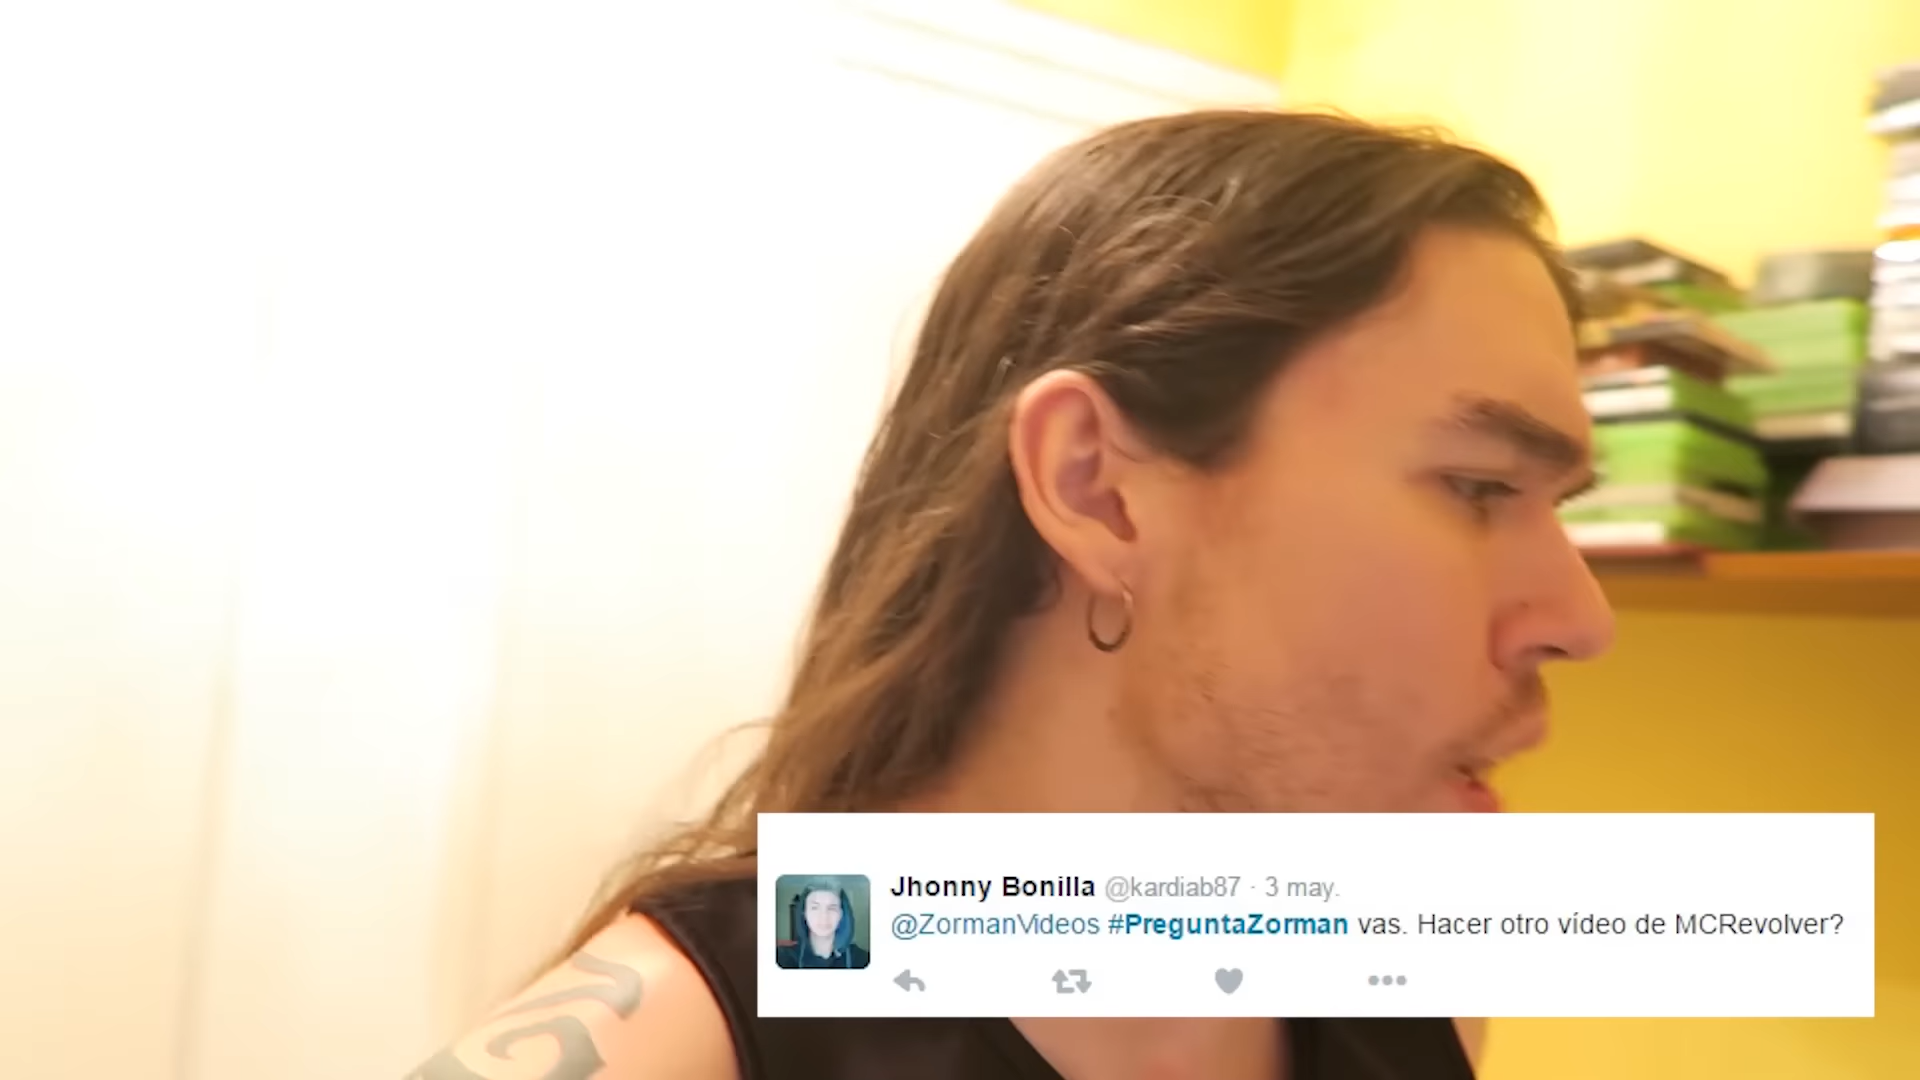 Jhonny Bonilla @kardiab87 · 3 may.
@ZormanVideos #PreguntaZorman vas. Hacer otro vídeo de MCRevolver?